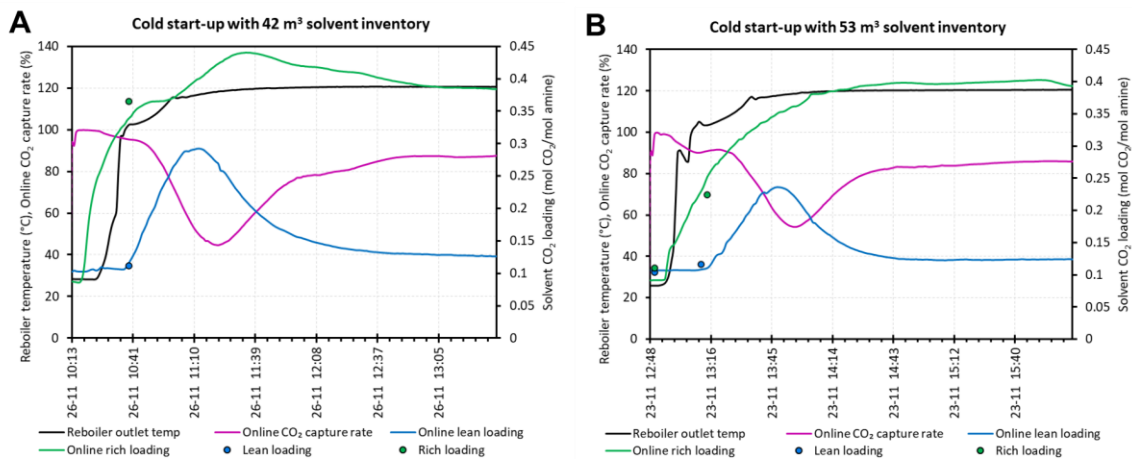 A
Cold start-up with 42 m³ solvent inventory
Reboiler temperature (°C), Online CO₂ capture rate (%)
140
120
100
80
60
40
20
0
0.45
0.4
0.35
0.3
0.25
0.2
0.15
0.1
0.05
0
Solvent CO₂ loading (mol CO₂/mol amine)
26-11 10:13
26-11 10:41
26-11 11:10
26-11 11:39
26-11 12:08
26-11 12:37
26-11 13:05
Reboiler outlet temp
Online CO₂ capture rate
Online lean loading
Online rich loading
Lean loading
Rich loading
B
Cold start-up with 53 m³ solvent inventory
Reboiler temperature (°C), Online CO₂ capture rate (%)
140
120
100
80
60
40
20
0
0.45
0.4
0.35
0.3
0.25
0.2
0.15
0.1
0.05
0
Solvent CO₂ loading (mol CO₂/mol amine)
23-11 12:48
23-11 13:16
23-11 13:45
23-11 14:14
23-11 14:43
23-11 15:12
23-11 15:40
Reboiler outlet temp
Online CO₂ capture rate
Online lean loading
Online rich loading
Lean loading
Rich loading